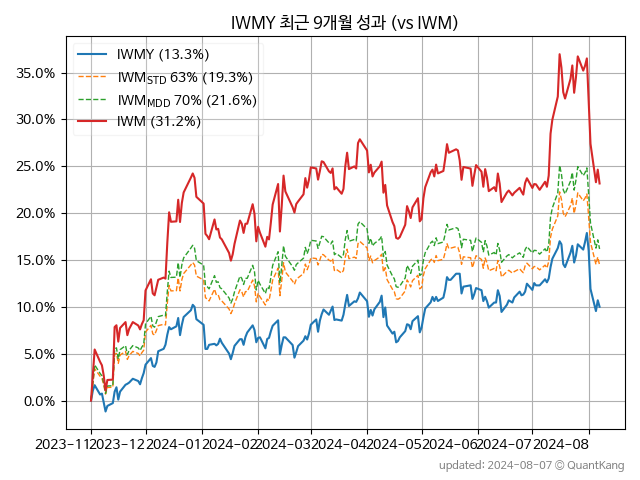 IWMY 최근 9개월 성과 (vs IWM)
IWMY (13.3%)
IWM_STD 63% (19.3%)
IWM_MDD 70% (21.6%)
IWM (31.2%)
35.0%
30.0%
25.0%
20.0%
15.0%
10.0%
5.0%
0.0%
2023-11 2023-12 2024-01 2024-02 2024-03 2024-04 2024-05 2024-06 2024-07 2024-08
updated: 2024-08-07 © QuantKang